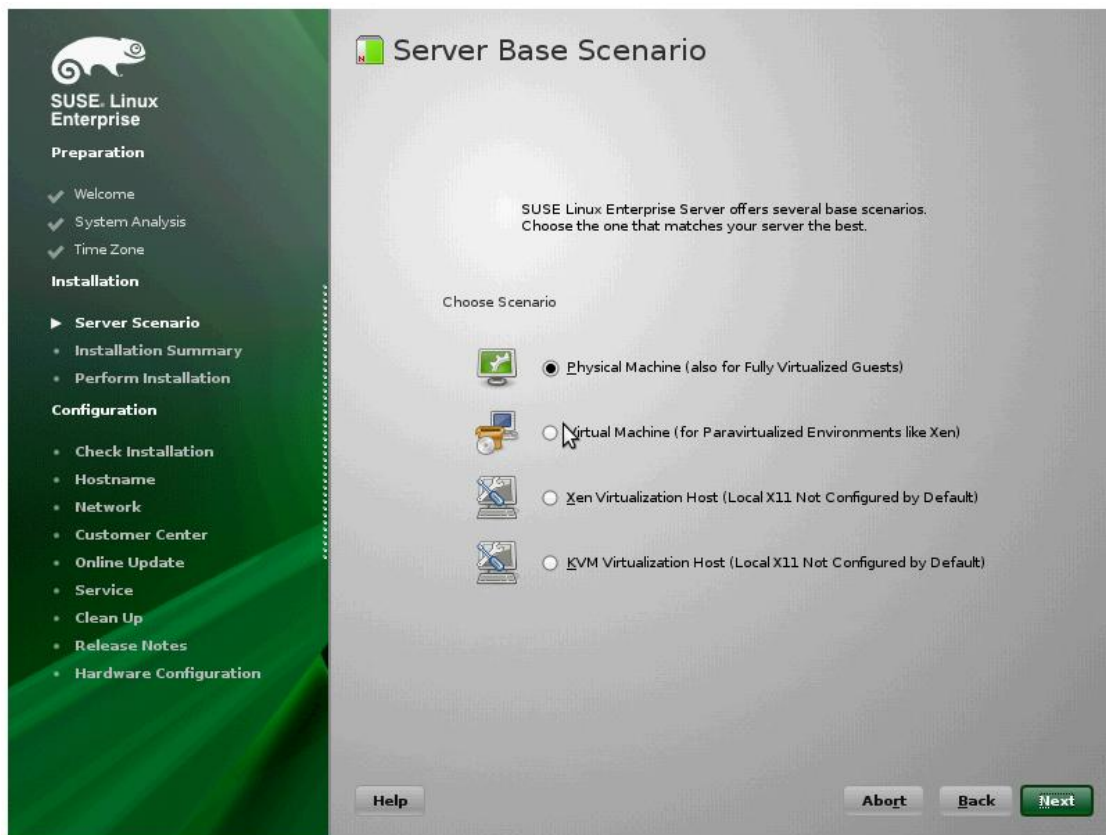 SUSE. Linux
Enterprise
Preparation
Welcome
System Analysis
Time Zone
Installation
Server Scenario
Installation Summary
Perform Installation
Configuration
Check Installation
Hostname
Network
Customer Center
Online Update
Service
Clean Up
Release Notes
Hardware Configuration
Server Base Scenario
SUSE Linux Enterprise Server offers several base scenarios.
Choose the one that matches your server the best.
Choose Scenario
Physical Machine (also for Fully Virtualized Guests)
Virtual Machine (for Paravirtualized Environments like Xen)
Xen Virtualization Host (Local X11 Not Configured by Default)
KVM Virtualization Host (Local X11 Not Configured by Default)
Help
Abort
Back
Next